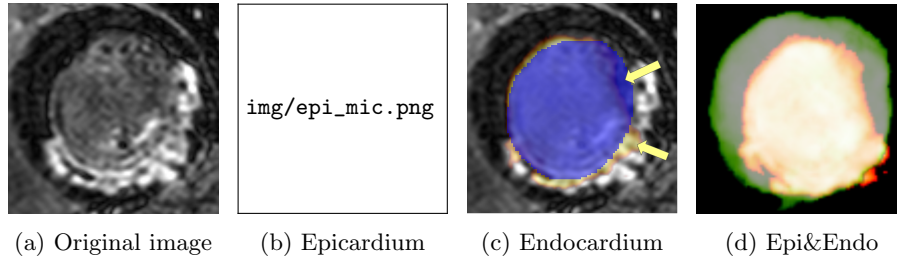 img/epi_mic.png
(a) Original image
(b) Epicardium
(c) Endocardium
(d) Epi&Endo